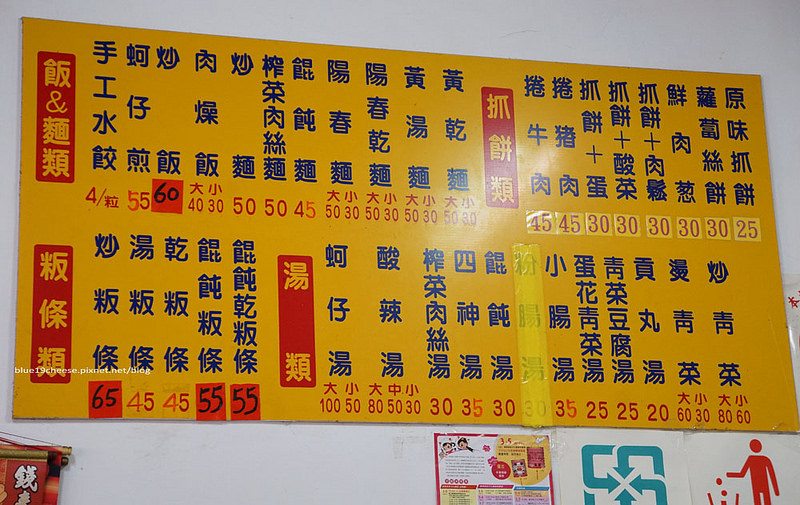 飯&麵類
手工水餃 4/粒
蚵仔煎 55
炒飯 60
肉燥飯 大40 小30
炒麵 50
榨菜肉絲麵 50
餛飩麵 45
陽春麵 大50 小30
陽春乾麵 大50 小30
黃湯麵 大50 小30
黃乾麵 大50 小30
抓餅類
捲牛肉 45
捲猪肉 45
抓餅+蛋 30
抓餅+酸菜 30
抓餅+肉鬆 30
鮮肉葱 30
蘿蔔絲餅 30
原味抓餅 25
粄條類
炒粄條 65
湯粄條 45
乾粄條 45
餛飩粄條 55
餛飩乾粄條 55
湯類
蚵仔湯 大100 小50
酸辣湯 大80 中50 小30
榨菜肉絲湯 30
四神湯 35
餛飩湯 30
粉腸湯 30
小腸湯 35
蛋花靑菜湯 25
靑菜豆腐湯 25
貢丸湯 20
燙靑菜 大60 小30
炒靑菜 大80 小60
blue19cheese.pixnet.net/blog